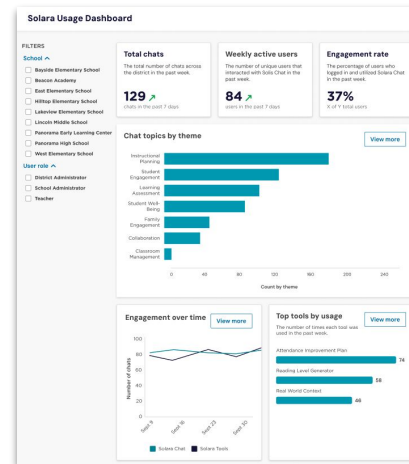 Solara Usage Dashboard
FILTERS
School
Bayside Elementary School
Beacon Academy
East Elementary School
Hilltop Elementary School
Lakeview Elementary School
Lincoln Middle School
Panorama Early Learning Center
Panorama High School
West Elementary School
User role
District Administrator
School Administrator
Teacher
Total chats
The total number of chats across
the district in the past week.
129
chats in the past 7 days
Weekly active users
The number of unique users that
interacted with Solis Chat in the
past week.
84
users in the past 7 days
Engagement rate
The percentage of users who
logged in and utilized Solara Chat
in the past week.
37%
X of Y total users
Chat topics by theme
View more
Instructional
Planning
Student
Engagement
Learning
Assessment
Student Well-
Being
Family
Engagement
Collaboration
Classroom
Management
0 40 80 120 160 200 240
Count by theme
Engagement over time
View more
Number of chats
100
80
60
40
20
0
Sept 9 Sept 16 Sept 23 Sept 30
Solara Chat Solara Tools
Top tools by usage
View more
The number of times each tool was
used in the past week.
Attendance Improvement Plan
74
Reading Level Generator
58
Real World Context
46